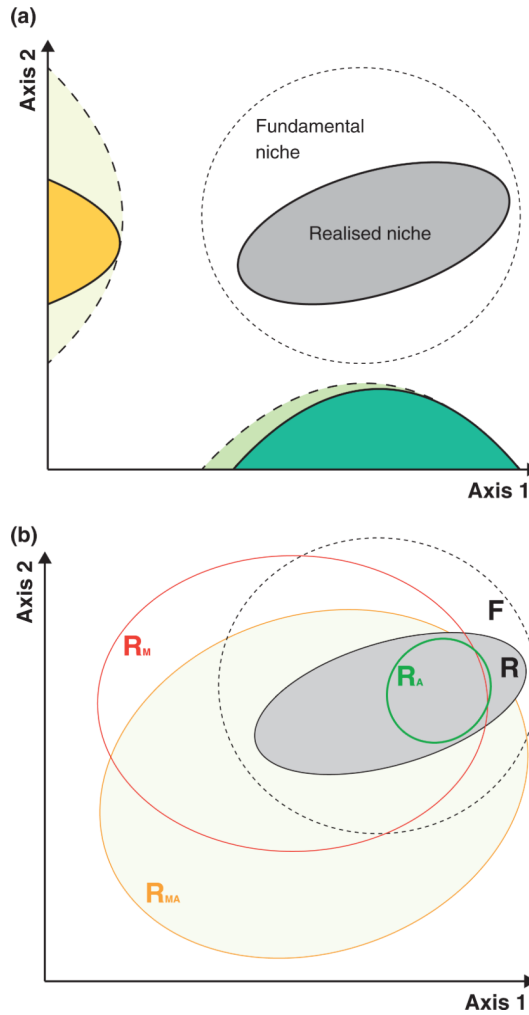 (a)
Axis 2
Fundamental
niche
Realised niche
Axis 1
(b)
Axis 2
F
RM
R
RA
RMA
Axis 1